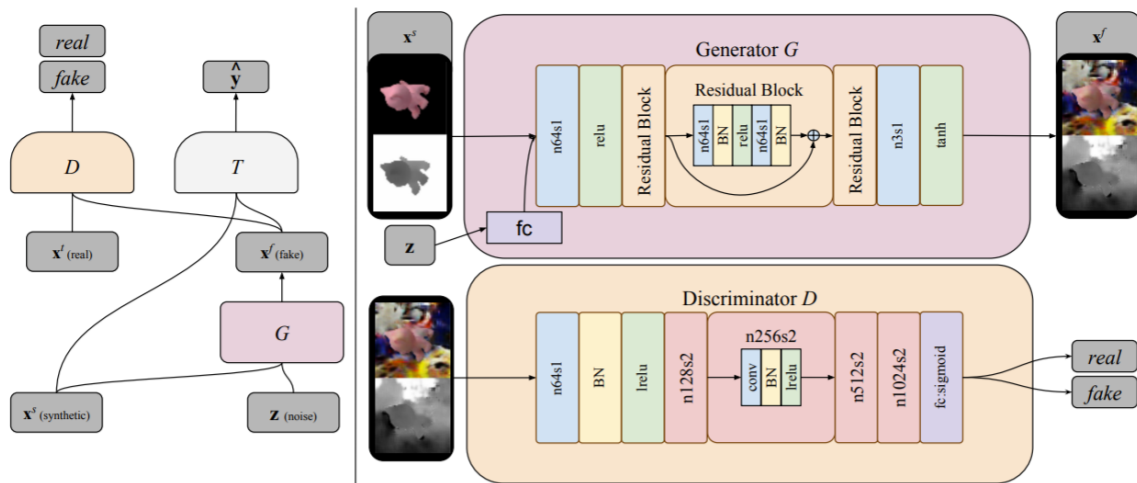 real
fake
ŷ
D
T
x^t (real)
x^f (fake)
G
x^s (synthetic)
z (noise)
x^s
z
fc
Generator G
n64s1
relu
Residual Block
Residual Block
n64s1
BN
relu
n64s1
BN
Residual Block
n3s1
tanh
x^f
Discriminator D
n64s1
BN
lrelu
n128s2
n256s2
conv
BN
lrelu
n512s2
n1024s2
fc:sigmoid
real
fake